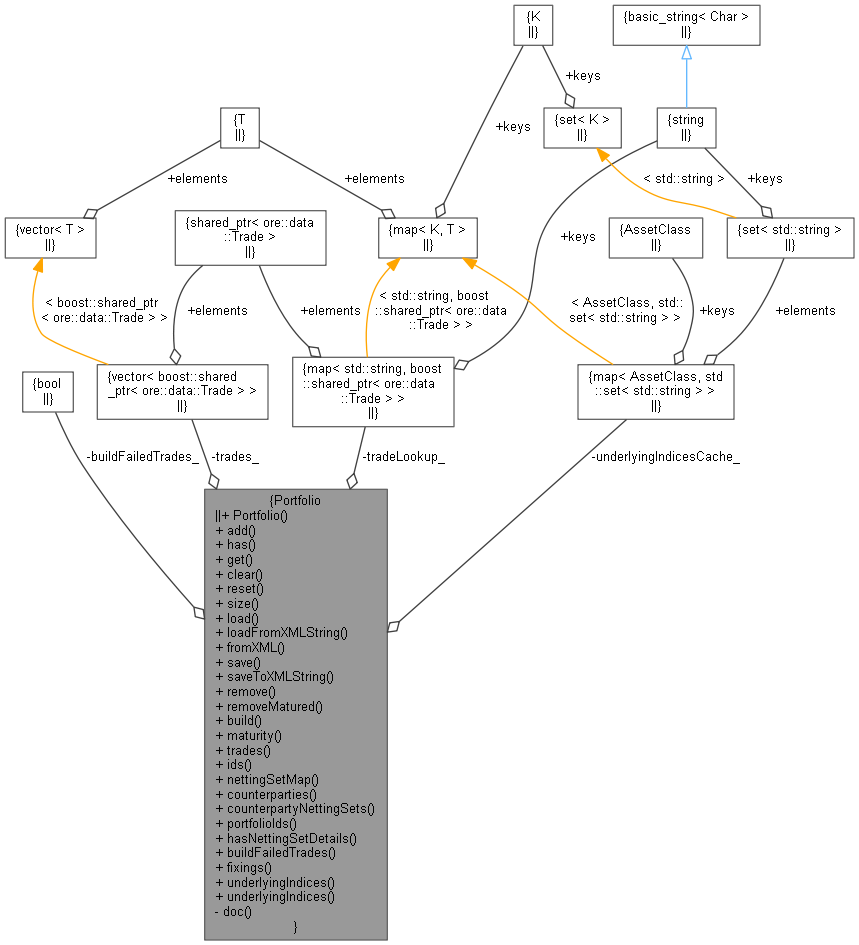 {K
||}
{basic_string< Char >
||}
+keys
{T
||}
+keys
{set< K >
||}
{string
||}
+elements
+elements
< std::string >
+keys
{vector< T >
||}
{shared_ptr< ore::data
::Trade >
||}
{map< K, T >
||}
+keys
{AssetClass
||}
{set< std::string >
||}
< boost::shared_ptr
< ore::data::Trade > >
+elements
+elements
< std::string, boost
::shared_ptr< ore::data
::Trade > >
< AssetClass, std::
set< std::string > >
+keys
+elements
{bool
||}
{vector< boost::shared
_ptr< ore::data::Trade > >
||}
{map< std::string, boost
::shared_ptr< ore::data
::Trade > >
||}
{map< AssetClass, std
::set< std::string > >
||}
-buildFailedTrades_
-trades_
-tradeLookup_
-underlyingIndicesCache_
{Portfolio
||+ Portfolio()
+ add()
+ has()
+ get()
+ clear()
+ reset()
+ size()
+ load()
+ loadFromXMLString()
+ fromXML()
+ save()
+ saveToXMLString()
+ remove()
+ removeMatured()
+ build()
+ maturity()
+ trades()
+ ids()
+ nettingSetMap()
+ counterparties()
+ counterpartyNettingSets()
+ portfolioIds()
+ hasNettingSetDetails()
+ buildFailedTrades()
+ fixings()
+ underlyingIndices()
+ underlyingIndices()
- doc()
}